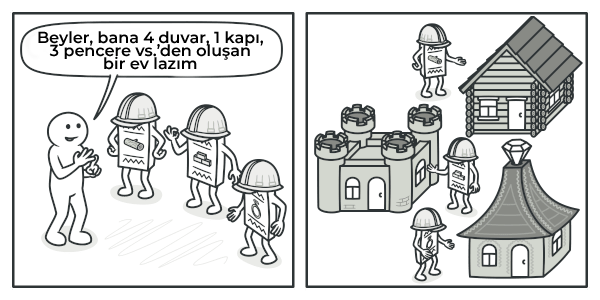 Beyler, bana 4 duvar, 1 kapı,
3 pencere vs.'den oluşan
bir ev lazım